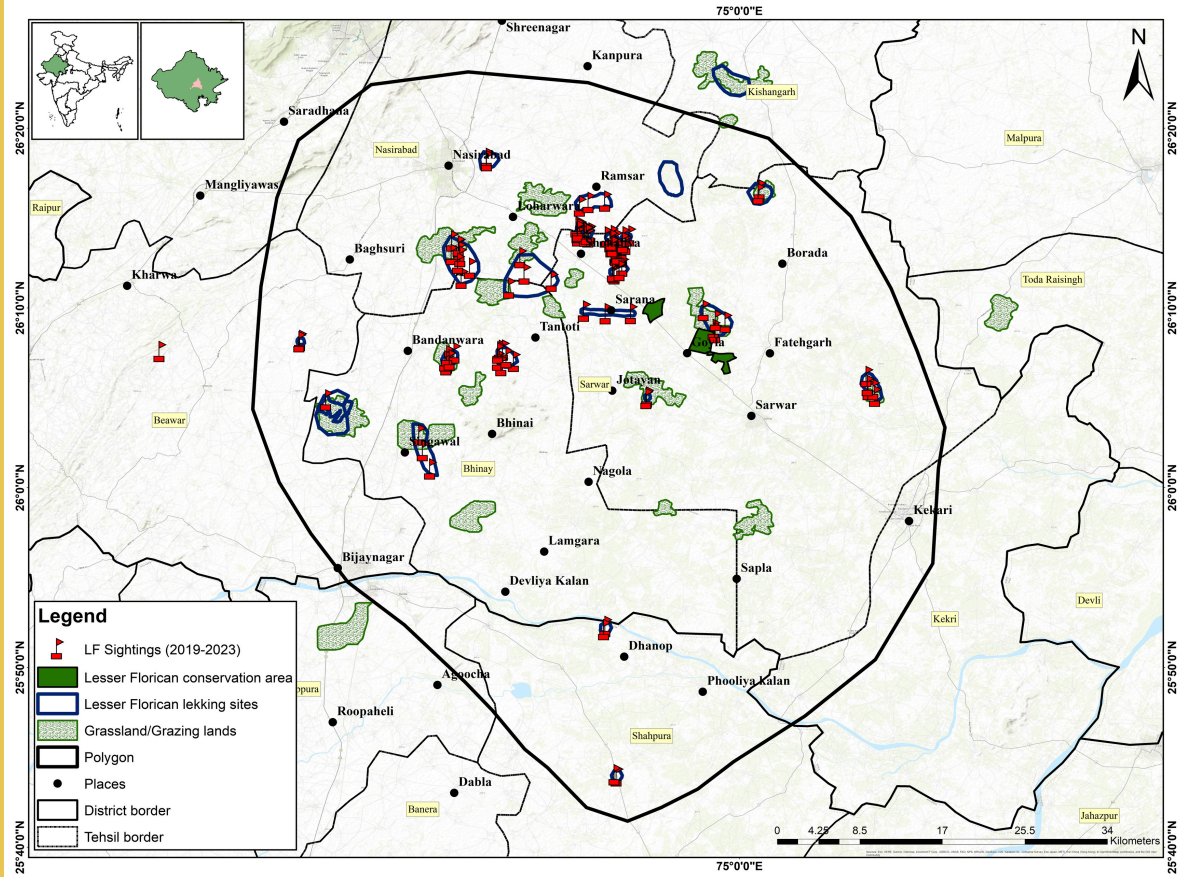 75°0'0"E
N
26°20'0"N
26°10'0"N
26°0'0"N
25°50'0"N
25°40'0"N
26°20'0"N
26°10'0"N
26°0'0"N
25°50'0"N
25°40'0"N
Shreenagar
Kanpura
Kishangarh
Saradhana
Malpura
Nasirabad
Nasirabad
Mangliyawas
Ramsar
Raipur
Loharwara
Baghsuri
Borada
Kharwa
Toda Raisingh
Sarana
Tantoti
Bandanwara
Goyla
Fatehgarh
Sarwar
Jotayan
Sarwar
Beawar
Bhinai
Singawal
Bhinay
Nagola
Kekari
Lamgara
Bijaynagar
Sapla
Devliya Kalan
Devli
Kekri
Dhanop
Agoocha
Phooliya kalan
Roopaheli
Shahpura
Dabla
Banera
Jahazpur
Legend
LF Sightings (2019-2023)
Lesser Florican conservation area
Lesser Florican lekking sites
Grassland/Grazing lands
Polygon
Places
District border
Tehsil border
0 4.25 8.5 17 25.5 34
Kilometers
75°0'0"E